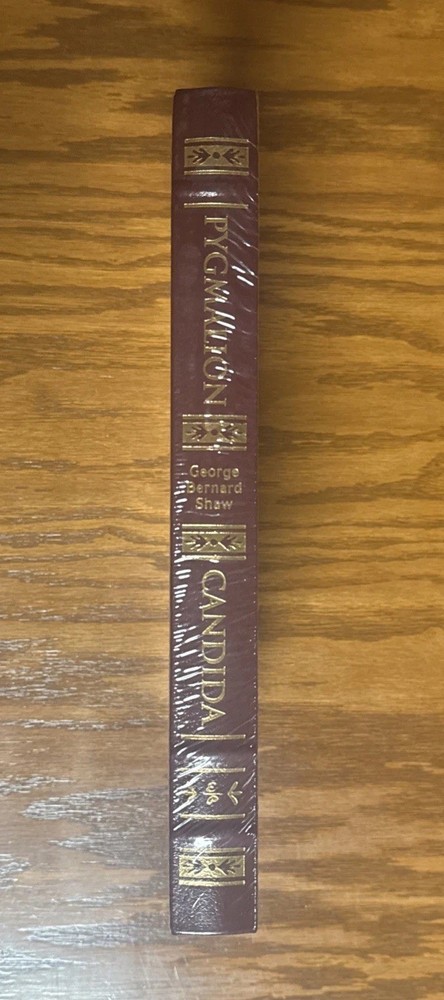 PYGMALION
George
Bernard
Shaw
CANDIDA